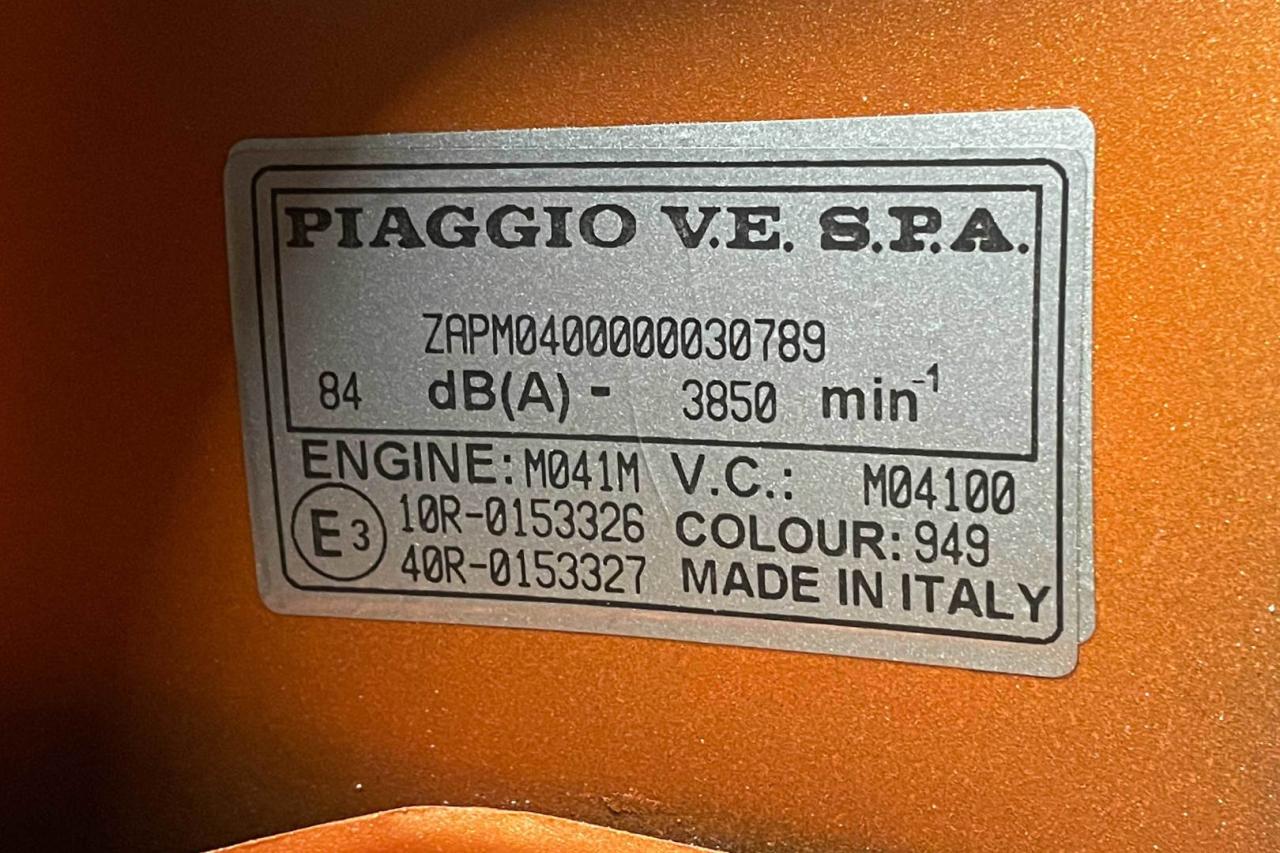 PIAGGIO V.E. S.P.A.
ZAPM0400000030789
84 dB(A) - 3850 min-1
ENGINE: M041M V.C.: M04100
E3 10R-0153326 COLOUR: 949
40R-0153327 MADE IN ITALY